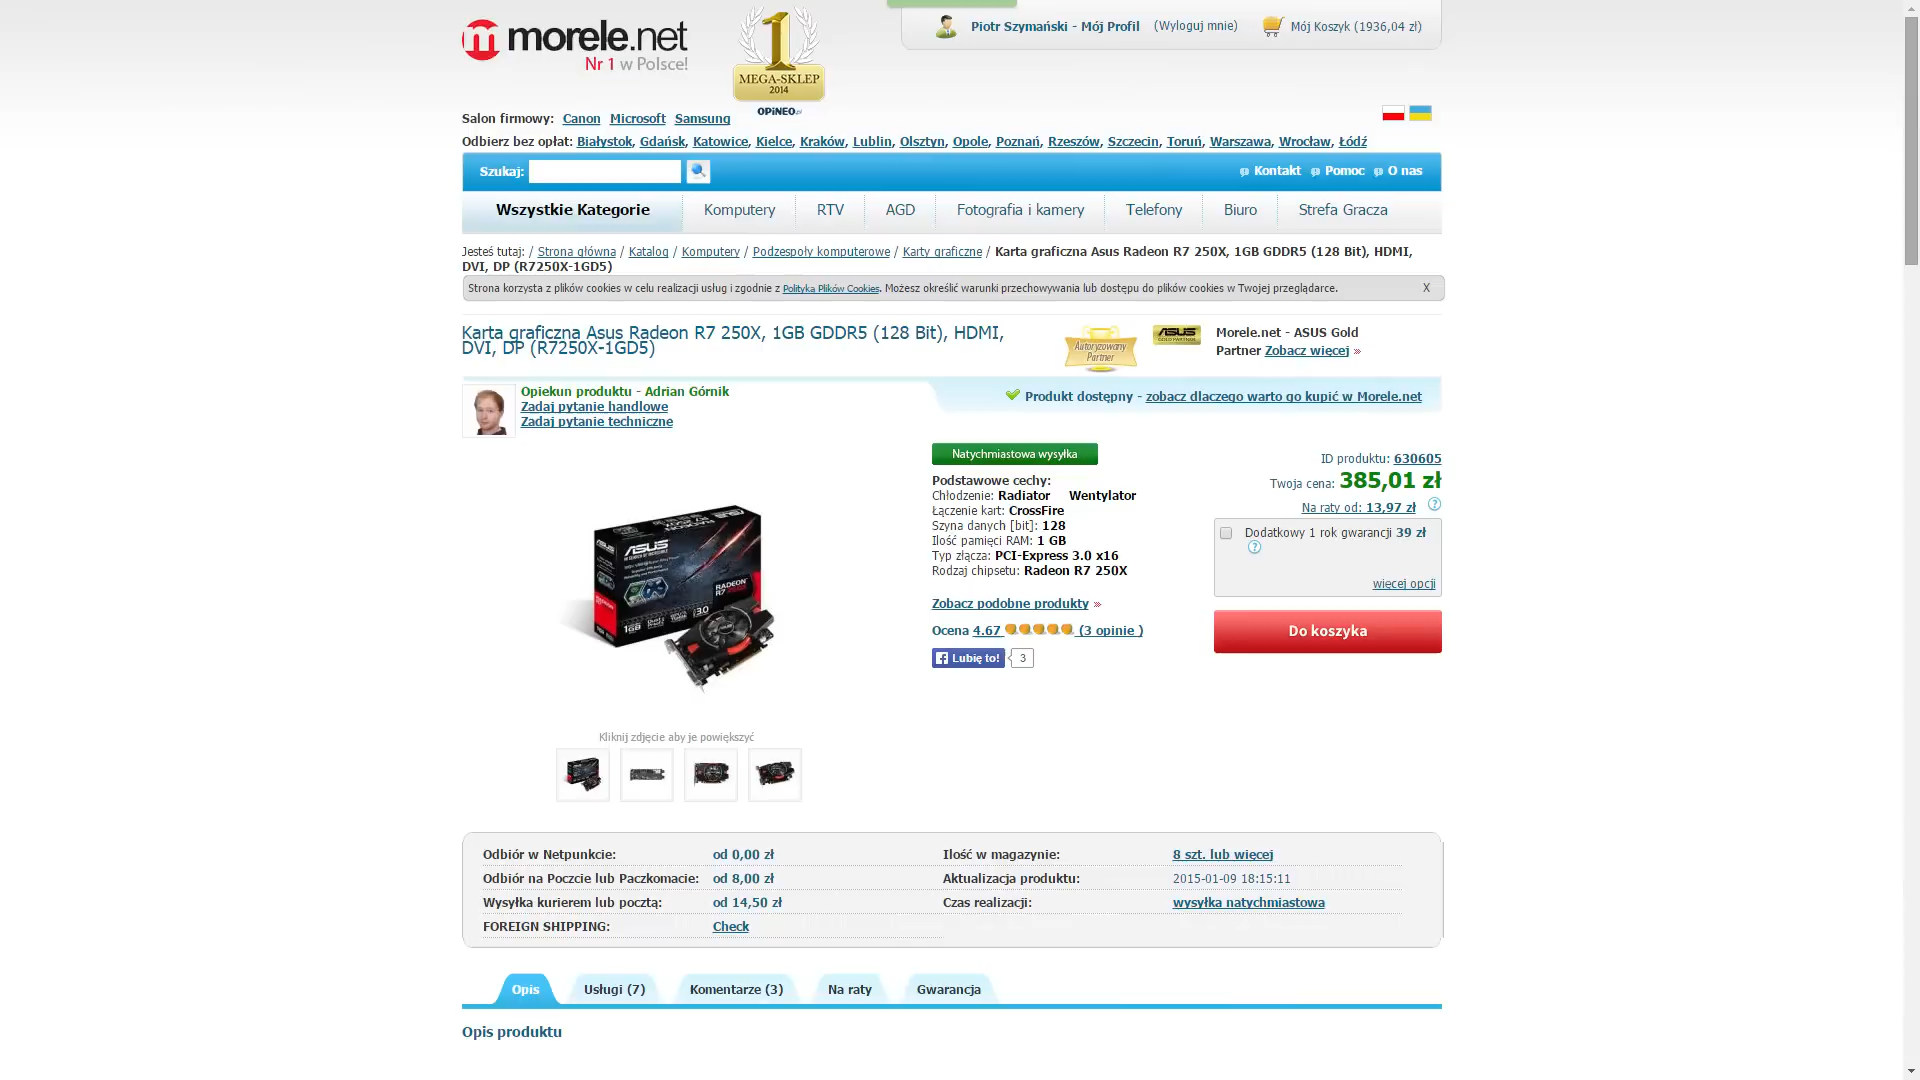 morele.net
Nr 1 w Polsce!
1
MEGA-SKLEP
2014
OPINEO.pl
Piotr Szymański - Mój Profil (Wyloguj mnie) Mój Koszyk (1936,04 zł)
Salon firmowy: Canon Microsoft Samsung
Odbierz bez opłat: Białystok, Gdańsk, Katowice, Kielce, Kraków, Lublin, Olsztyn, Opole, Poznań, Rzeszów, Szczecin, Toruń, Warszawa, Wrocław, Łódź
Szukaj: Kontakt Pomoc O nas
Wszystkie Kategorie Komputery RTV AGD Fotografia i kamery Telefony Biuro Strefa Gracza
Jesteś tutaj: / Strona główna / Katalog / Komputery / Podzespoły komputerowe / Karty graficzne / Karta graficzna Asus Radeon R7 250X, 1GB GDDR5 (128 Bit), HDMI,
DVI, DP (R7250X-1GD5)
Strona korzysta z plików cookies w celu realizacji usług i zgodnie z Polityką Plików Cookies. Możesz określić warunki przechowywania lub dostępu do plików cookies w Twojej przeglądarce. X
Karta graficzna Asus Radeon R7 250X, 1GB GDDR5 (128 Bit), HDMI,
DVI, DP (R7250X-1GD5)
Autoryzowany
Partner
ASUS
GOLD PARTNER
Morele.net - ASUS Gold
Partner Zobacz więcej »
Opiekun produktu - Adrian Górnik
Zadaj pytanie handlowe
Zadaj pytanie techniczne
Produkt dostępny - zobacz dlaczego warto go kupić w Morele.net
ASUS
RADEON
R7 250X
1GB
3.0
Kliknij zdjęcie aby je powiększyć
Natychmiastowa wysyłka
Podstawowe cechy:
Chłodzenie: Radiator Wentylator
Łączenie kart: CrossFire
Szyna danych [bit]: 128
Ilość pamięci RAM: 1 GB
Typ złącza: PCI-Express 3.0 x16
Rodzaj chipsetu: Radeon R7 250X
Zobacz podobne produkty »
Ocena 4.67 (3 opinie )
Lubię to! 3
ID produktu: 630605
Twoja cena: 385,01 zł
Na raty od: 13,97 zł ?
Dodatkowy 1 rok gwarancji 39 zł
?
więcej opcji
Do koszyka
Odbiór w Netpunkcie: od 0,00 zł Ilość w magazynie: 8 szt. lub więcej
Odbiór na Poczcie lub Paczkomacie: od 8,00 zł Aktualizacja produktu: 2015-01-09 18:15:11
Wysyłka kurierem lub pocztą: od 14,50 zł Czas realizacji: wysyłka natychmiastowa
FOREIGN SHIPPING: Check
Opis Usługi (7) Komentarze (3) Na raty Gwarancja
Opis produktu